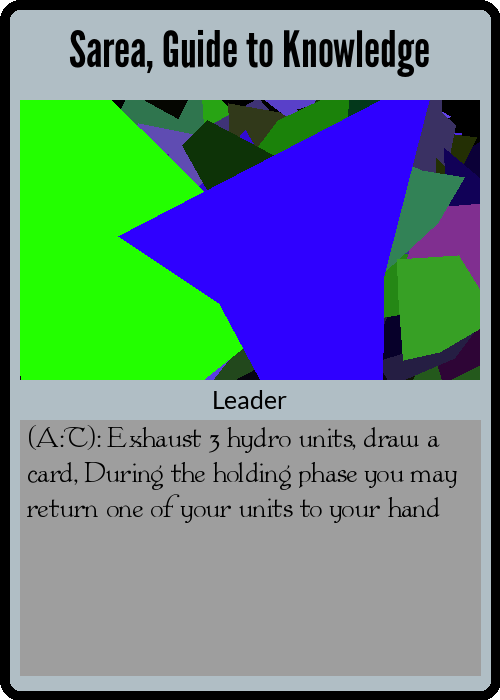 Sarea, Guide to Knowledge
Leader
(A:T): Exhaust 3 hydro units, draw a
card, During the holding phase you may
return one of your units to your hand